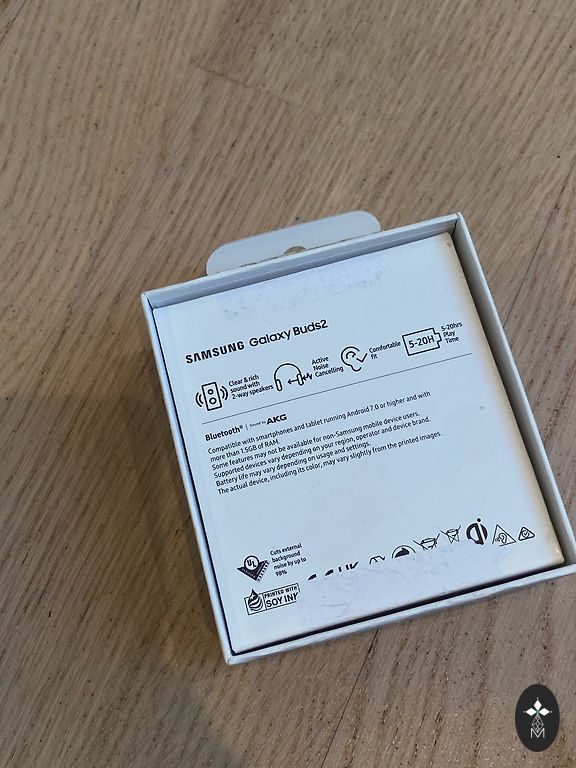 SAMSUNG Galaxy Buds2
Clear & rich
sound with
2-way speakers
Active
Noise
Cancelling
Comfortable
fit
5-20H
5-20hrs
Play
Time
Bluetooth® | Sound by AKG
Compatible with smartphones and tablet running Android 7.0 or higher and with
more than 1.5GB of RAM.
Some features may not be available for non-Samsung mobile device users.
Supported devices vary depending on your region, operator and device brand.
Battery life may vary depending on usage and settings.
The actual device, including its color, may vary slightly from the printed images.
UL
Cuts external
background
noise by up to
98%
PRINTED WITH
SOY INK
qi
M